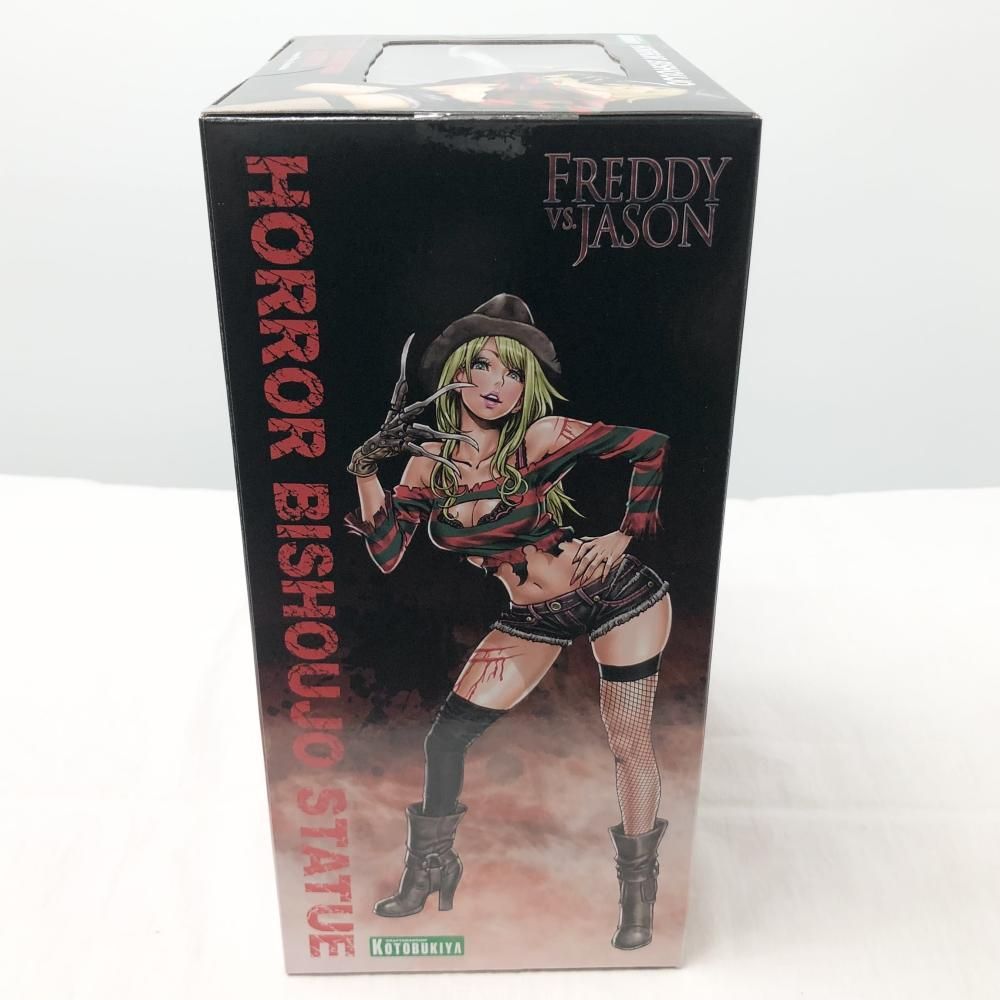 FREDDY
VS. JASON
HORROR BISHOUJO STATUE
KOTOBUKIYA